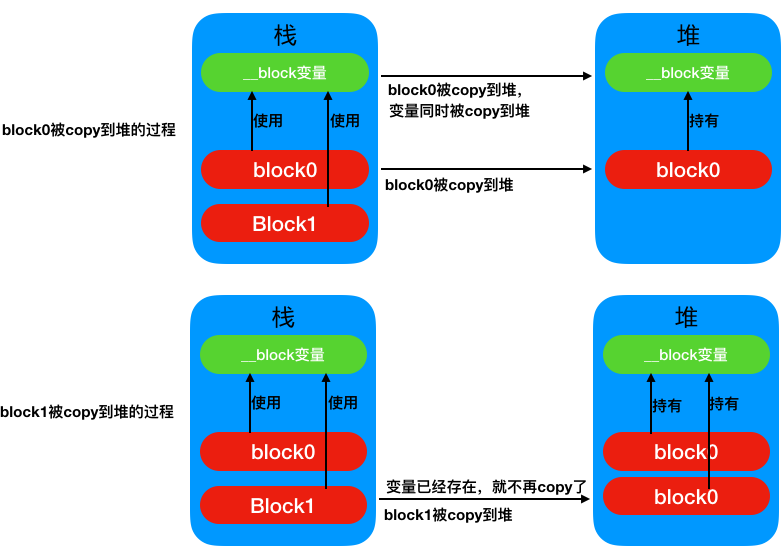 栈
堆
__block变量
__block变量
block0被copy到堆，
变量同时被copy到堆
使用
使用
持有
block0被copy到堆的过程
block0
block0
block0被copy到堆
Block1
栈
堆
__block变量
__block变量
使用
使用
持有
持有
block1被copy到堆的过程
block0
block0
变量已经存在，就不再copy了
Block1
block0
block1被copy到堆